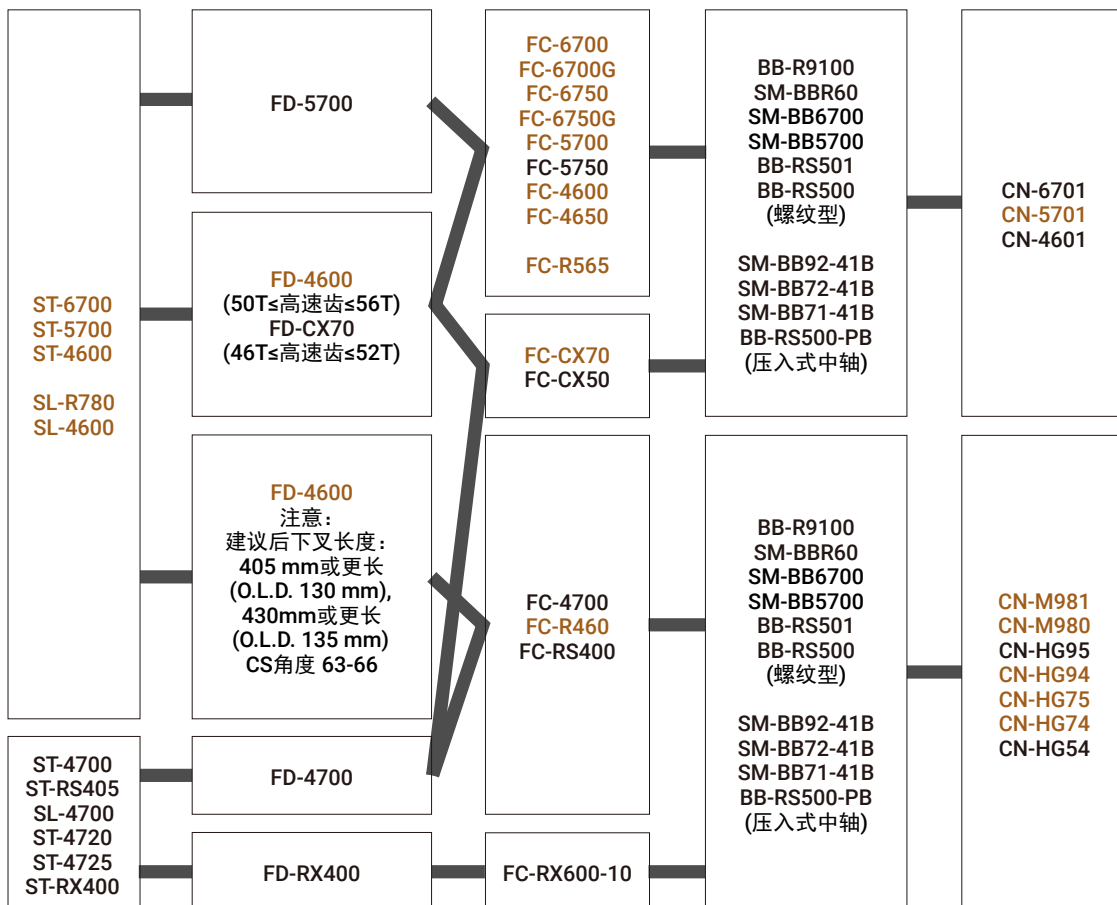 ST-6700
ST-5700
ST-4600
SL-R780
SL-4600
ST-4700
ST-RS405
SL-4700
ST-4720
ST-4725
ST-RX400
FD-5700
FD-4600
(50T≤高速齿≤56T)
FD-CX70
(46T≤高速齿≤52T)
FD-4600
注意：
建议后下叉长度：
405 mm或更长
(O.L.D. 130 mm),
430mm或更长
(O.L.D. 135 mm)
CS角度 63-66
FD-4700
FD-RX400
FC-6700
FC-6700G
FC-6750
FC-6750G
FC-5700
FC-5750
FC-4600
FC-4650
FC-R565
FC-CX70
FC-CX50
FC-4700
FC-R460
FC-RS400
FC-RX600-10
BB-R9100
SM-BBR60
SM-BB6700
SM-BB5700
BB-RS501
BB-RS500
(螺纹型)
SM-BB92-41B
SM-BB72-41B
SM-BB71-41B
BB-RS500-PB
(压入式中轴)
BB-R9100
SM-BBR60
SM-BB6700
SM-BB5700
BB-RS501
BB-RS500
(螺纹型)
SM-BB92-41B
SM-BB72-41B
SM-BB71-41B
BB-RS500-PB
(压入式中轴)
CN-6701
CN-5701
CN-4601
CN-M981
CN-M980
CN-HG95
CN-HG94
CN-HG75
CN-HG74
CN-HG54